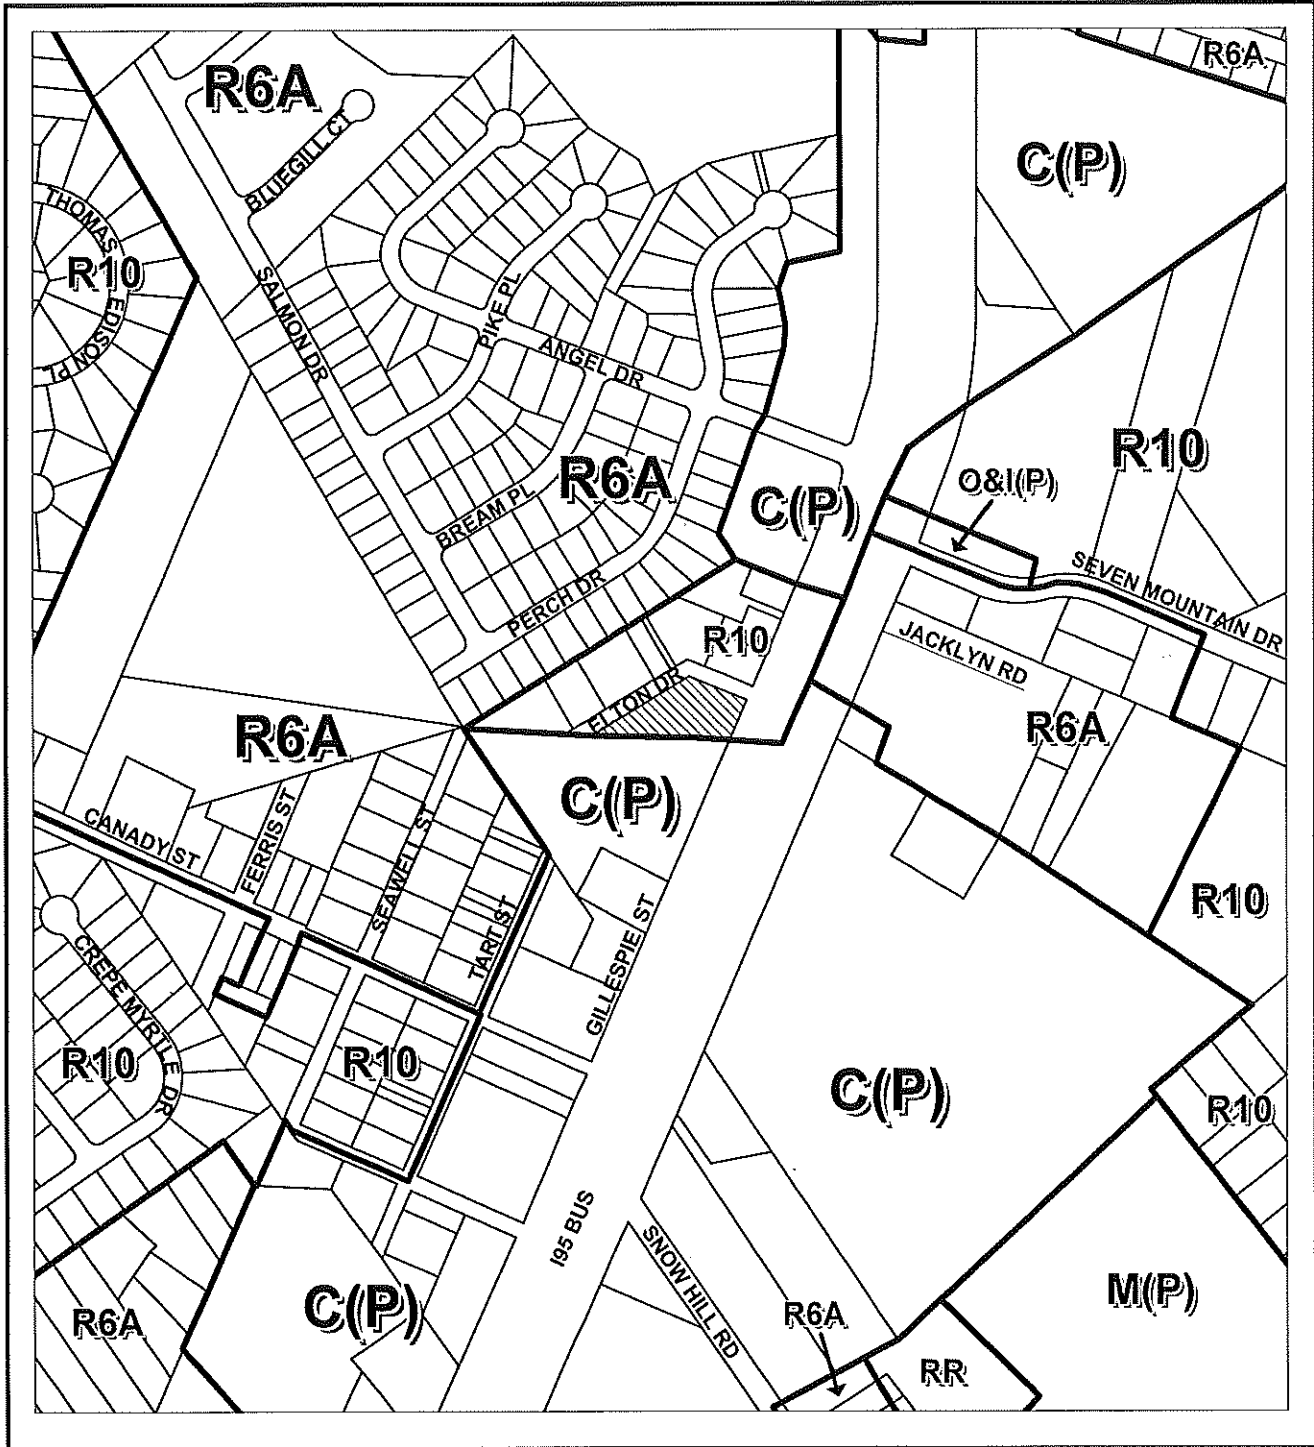 R6A
R6A
C(P)
BLUEGILL CT
THOMAS EDISON PL
R10
SALMON DR
PIKE PL
ANGEL DR
R6A
C(P)
R10
O&I(P)
BREAM PL
PERCH DR
SEVEN MOUNTAIN DR
JACKLYN RD
R10
ELTON DR
R6A
R6A
C(P)
CANADY ST
FERRIS ST
SEAWELL ST
TART ST
GILLESPIE ST
R10
CREPE MYRTLE DR
R10
R10
C(P)
R10
I95 BUS
SNOW HILL RD
C(P)
R6A
R6A
RR
M(P)